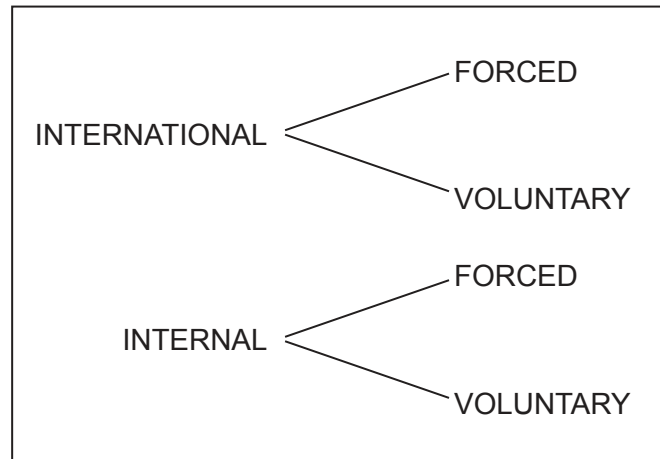 FORCED
INTERNATIONAL
VOLUNTARY
FORCED
INTERNAL
VOLUNTARY